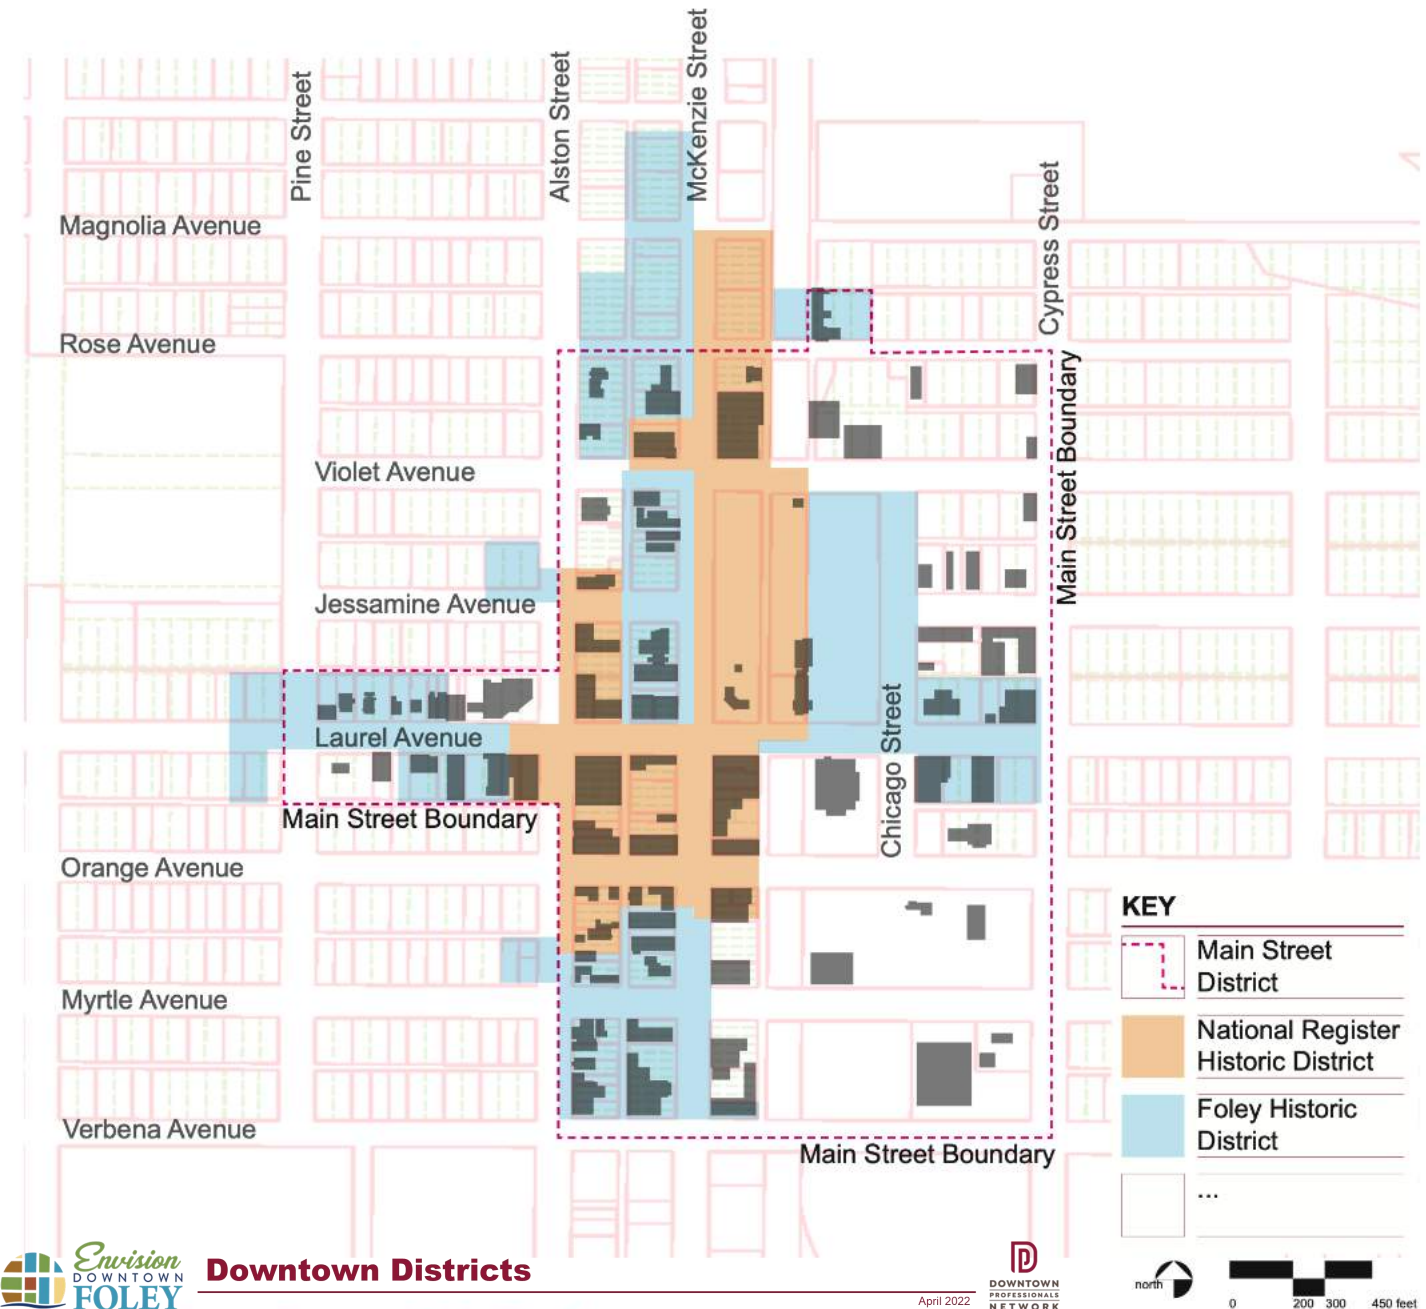 Pine Street
Alston Street
McKenzie Street
Cypress Street
Magnolia Avenue
Rose Avenue
Main Street Boundary
Violet Avenue
Jessamine Avenue
Chicago Street
Laurel Avenue
Main Street Boundary
Orange Avenue
Myrtle Avenue
Verbena Avenue
Main Street Boundary
KEY
Main Street
District
National Register
Historic District
Foley Historic
District
...
Envision
DOWNTOWN
FOLEY
Downtown Districts
April 2022
DOWNTOWN
PROFESSIONALS
NETWORK
north
0 200 300 450 feet